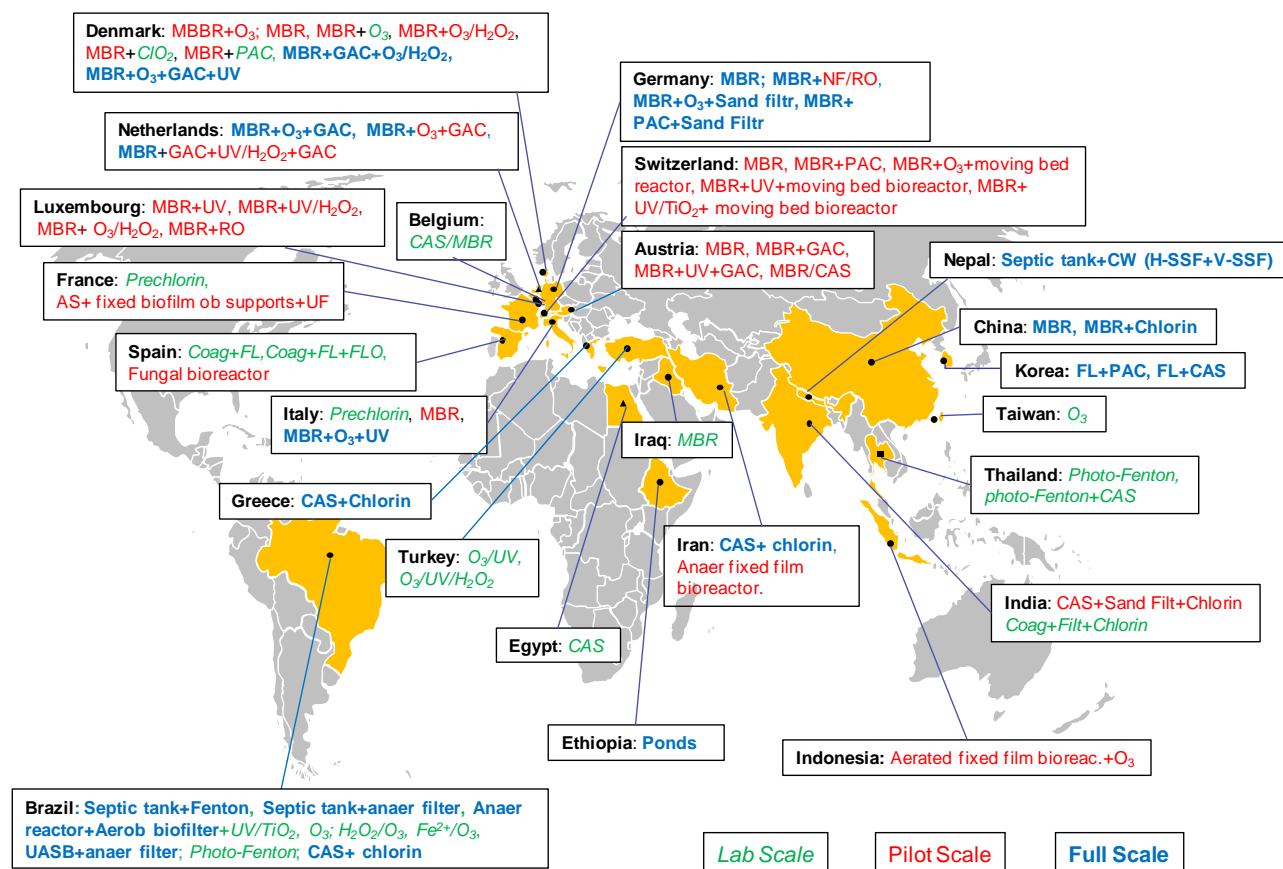 Denmark: MBBR+O₃; MBR, MBR+O₃, MBR+O₃/H₂O₂,
MBR+ClO₂, MBR+PAC, MBR+GAC+O₃/H₂O₂,
MBR+O₃+GAC+UV
Germany: MBR; MBR+NF/RO,
MBR+O₃+Sand filtr, MBR+
PAC+Sand Filtr
Netherlands: MBR+O₃+GAC, MBR+O₃+GAC,
MBR+GAC+UV/H₂O₂+GAC
Switzerland: MBR, MBR+PAC, MBR+O₃+moving bed
reactor, MBR+UV+moving bed bioreactor, MBR+
UV/TiO₂+ moving bed bioreactor
Luxembourg: MBR+UV, MBR+UV/H₂O₂,
MBR+ O₃/H₂O₂, MBR+RO
Belgium:
CAS/MBR
Austria: MBR, MBR+GAC,
MBR+UV+GAC, MBR/CAS
Nepal: Septic tank+CW (H-SSF+V-SSF)
France: Prechlorin,
AS+ fixed biofilm ob supports+UF
China: MBR, MBR+Chlorin
Spain: Coag+FL,Coag+FL+FLO,
Fungal bioreactor
Korea: FL+PAC, FL+CAS
Italy: Prechlorin, MBR,
MBR+O₃+UV
Taiwan: O₃
Iraq: MBR
Thailand: Photo-Fenton,
photo-Fenton+CAS
Greece: CAS+Chlorin
Turkey: O₃/UV,
O₃/UV/H₂O₂
Iran: CAS+ chlorin,
Anaer fixed film
bioreactor.
India: CAS+Sand Filt+Chlorin
Coag+Filt+Chlorin
Egypt: CAS
Ethiopia: Ponds
Indonesia: Aerated fixed film bioreac.+O₃
Brazil: Septic tank+Fenton, Septic tank+anaer filter, Anaer
reactor+Aerob biofilter+UV/TiO₂, O₃; H₂O₂/O₃, Fe²⁺/O₃,
UASB+anaer filter; Photo-Fenton; CAS+ chlorin
Lab Scale
Pilot Scale
Full Scale